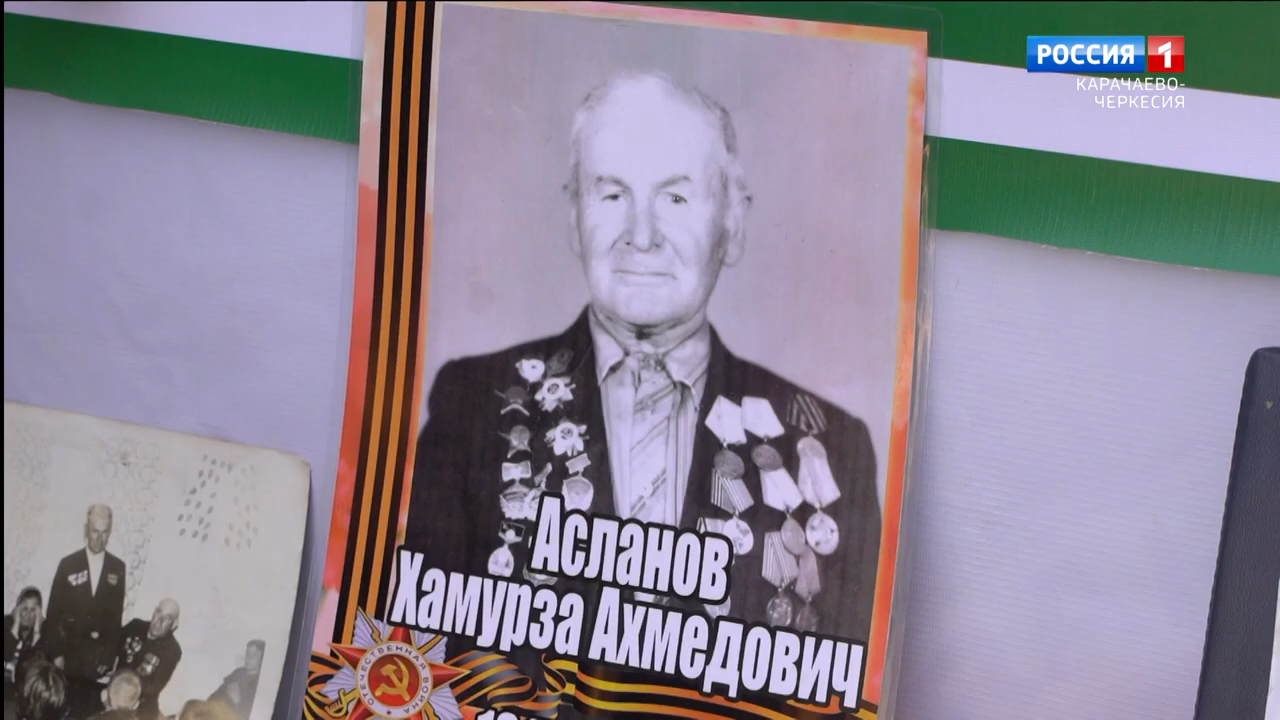 РОССИЯ 1
КАРАЧАЕВО-
ЧЕРКЕСИЯ
Асланов
Хамурза Ахмедович
ОТЕЧЕСТВЕННАЯ ВОЙНА